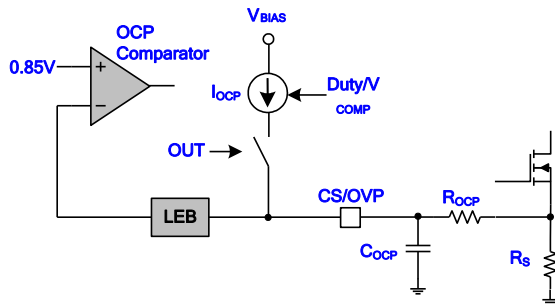 OCP
Comparator
VBIAS
0.85V
+
−
IOCP
Duty/V
COMP
OUT
LEB
CS/OVP
ROCP
COCP
RS